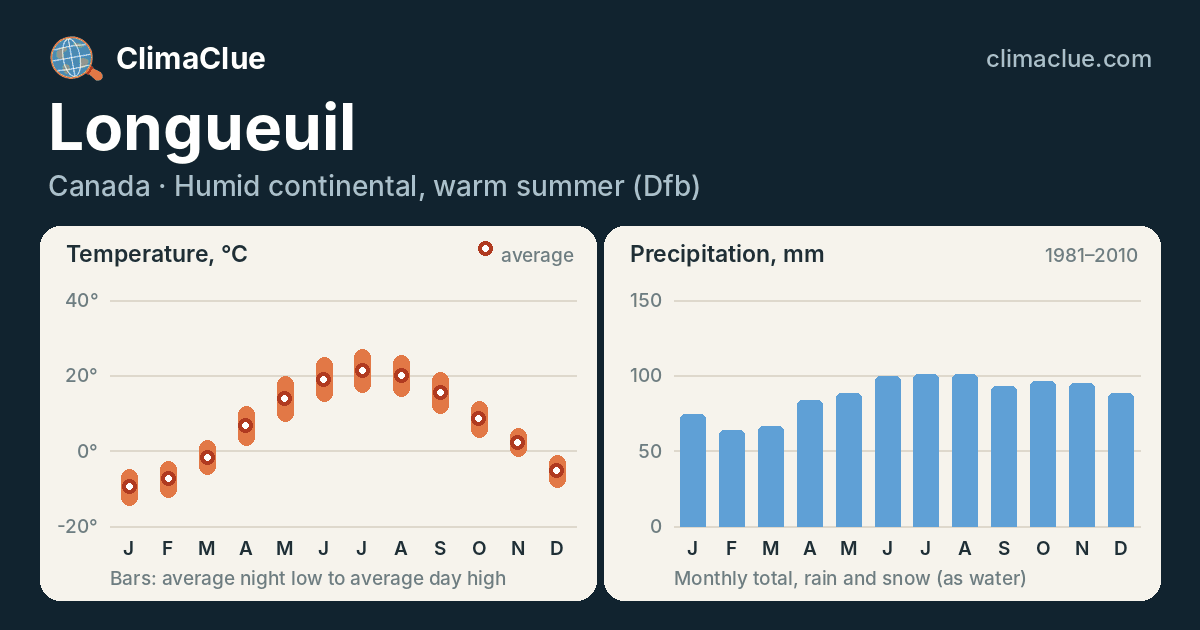 ClimaClue
climaclue.com
Longueuil
Canada · Humid continental, warm summer (Dfb)
Temperature, °C
average
40°
20°
0°
-20°
J F M A M J J A S O N D
Bars: average night low to average day high
Precipitation, mm
1981–2010
150
100
50
0
J F M A M J J A S O N D
Monthly total, rain and snow (as water)